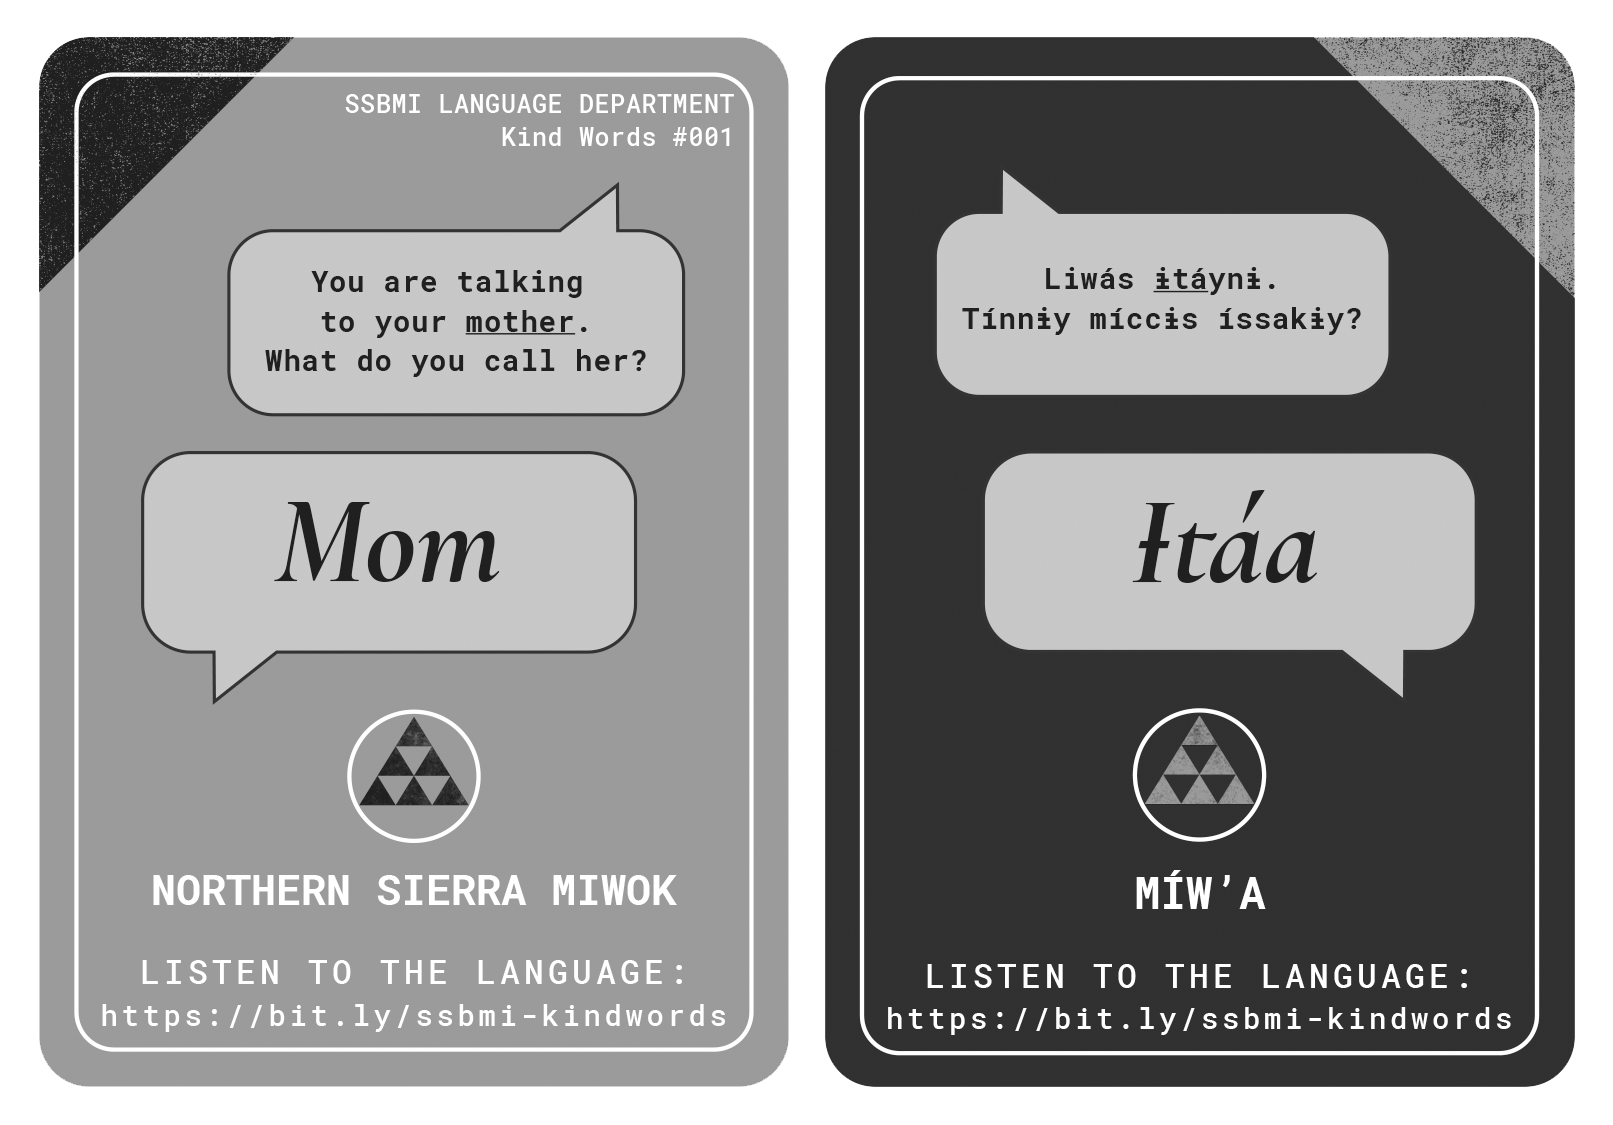 SSBMI LANGUAGE DEPARTMENT
Kind Words #001
You are talking
to your mother.
What do you call her?
Mom
NORTHERN SIERRA MIWOK
LISTEN TO THE LANGUAGE:
https://bit.ly/ssbmi-kindwords
Liwás ɨtáynɨ.
Tínnɨy míccɨs íssakɨy?
Ɨtáa
MÍW’A
LISTEN TO THE LANGUAGE:
https://bit.ly/ssbmi-kindwords